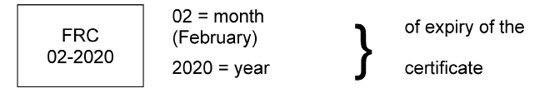 FRC
02-2020
02 = month
(February)
2020 = year
of expiry of the
certificate